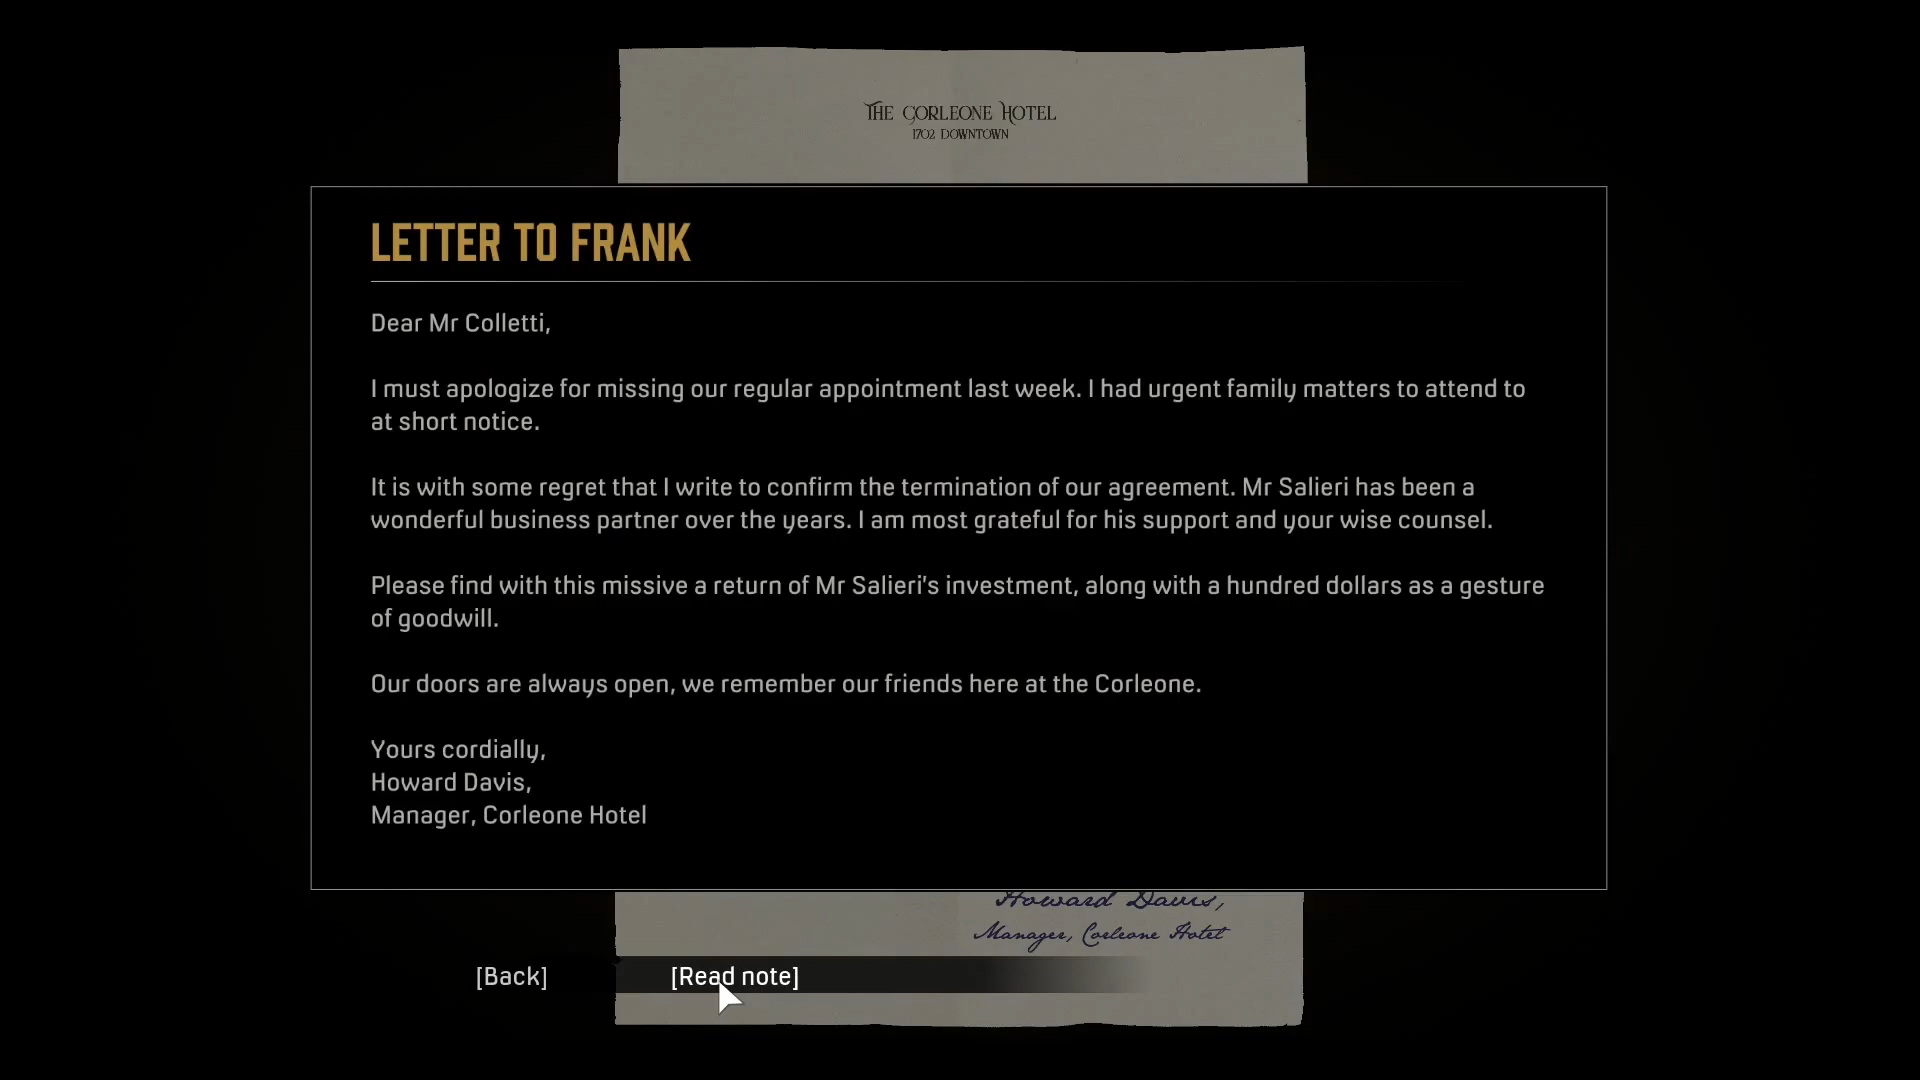 THE CORLEONE HOTEL
1702 DOWNTOWN
LETTER TO FRANK
Dear Mr Colletti,
I must apologize for missing our regular appointment last week. I had urgent family matters to attend to
at short notice.
It is with some regret that I write to confirm the termination of our agreement. Mr Salieri has been a
wonderful business partner over the years. I am most grateful for his support and your wise counsel.
Please find with this missive a return of Mr Salieri's investment, along with a hundred dollars as a gesture
of goodwill.
Our doors are always open, we remember our friends here at the Corleone.
Yours cordially,
Howard Davis,
Manager, Corleone Hotel
Howard Davis,
Manager, Corleone Hotel
[Back]
[Read note]